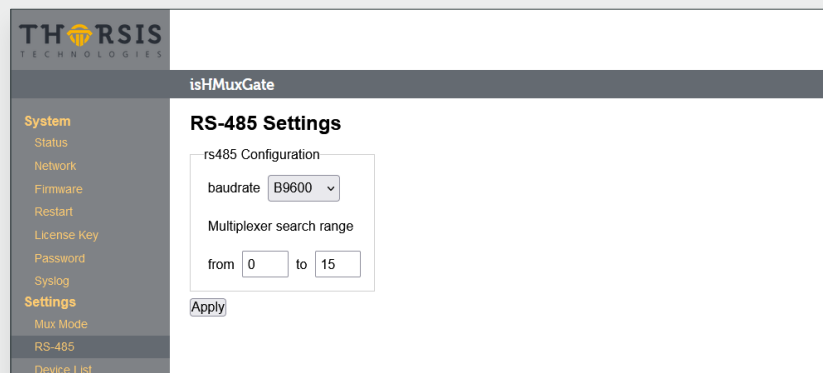 THORSIS
TECHNOLOGIES
isHMuxGate
System
Status
Network
Firmware
Restart
License Key
Password
Syslog
Settings
Mux Mode
RS-485
Device List
RS-485 Settings
rs485 Configuration
baudrate B9600
Multiplexer search range
from 0 to 15
Apply